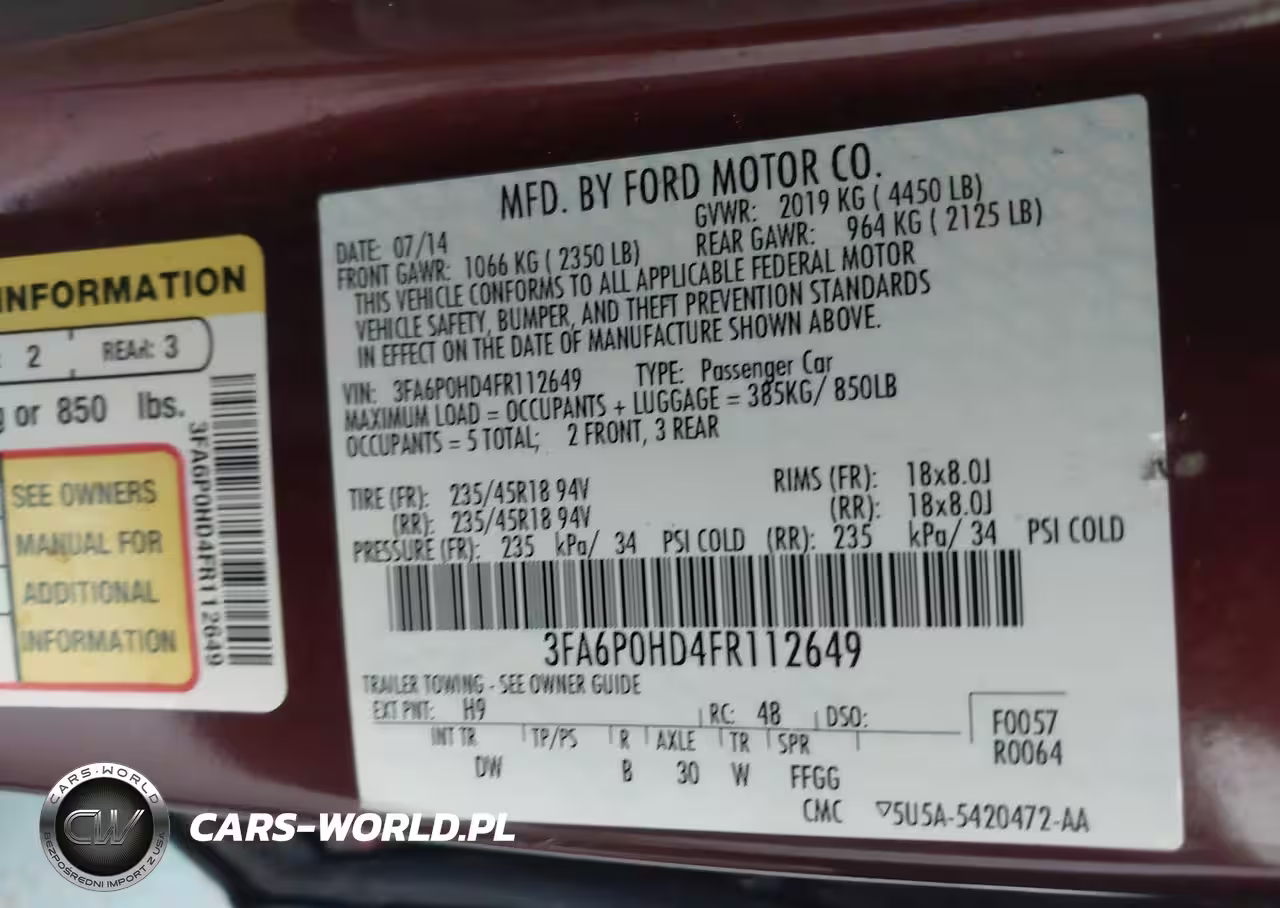 MFD. BY FORD MOTOR CO.
DATE: 07/14 GVWR: 2019 KG ( 4450 LB)
FRONT GAWR: 1066 KG ( 2350 LB) REAR GAWR: 964 KG ( 2125 LB)
THIS VEHICLE CONFORMS TO ALL APPLICABLE FEDERAL MOTOR
VEHICLE SAFETY, BUMPER, AND THEFT PREVENTION STANDARDS
IN EFFECT ON THE DATE OF MANUFACTURE SHOWN ABOVE.
VIN: 3FA6P0HD4FR112649 TYPE: Passenger Car
MAXIMUM LOAD = OCCUPANTS + LUGGAGE = 385KG/ 850LB
OCCUPANTS = 5 TOTAL; 2 FRONT, 3 REAR
TIRE (FR): 235/45R18 94V RIMS (FR): 18x8.0J
(RR): 235/45R18 94V (RR): 18x8.0J
PRESSURE (FR): 235 kPa/ 34 PSI COLD (RR): 235 kPa/ 34 PSI COLD
3FA6P0HD4FR112649
TRAILER TOWING - SEE OWNER GUIDE
EXT PNT: H9 RC: 48 DSO:
INT TR TP/PS R AXLE TR SPR
DW B 30 W FFGG
F0057
R0064
CMC ▽5U5A-5420472-AA
INFORMATION
2 REAR: 3
or 850 lbs.
SEE OWNERS
MANUAL FOR
ADDITIONAL
INFORMATION
3FA6P0HD4FR112649
CARS-WORLD
CW
BEZPOŚREDNI IMPORT Z USA
CARS-WORLD.PL